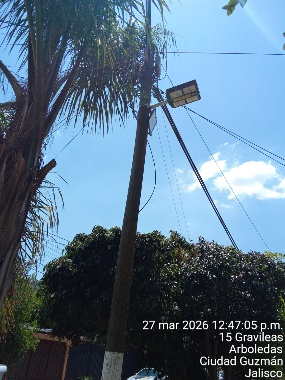 27 mar 2026 12:47:05 p.m.
15 Gravileas
Arboledas
Ciudad Guzmán
Jalisco